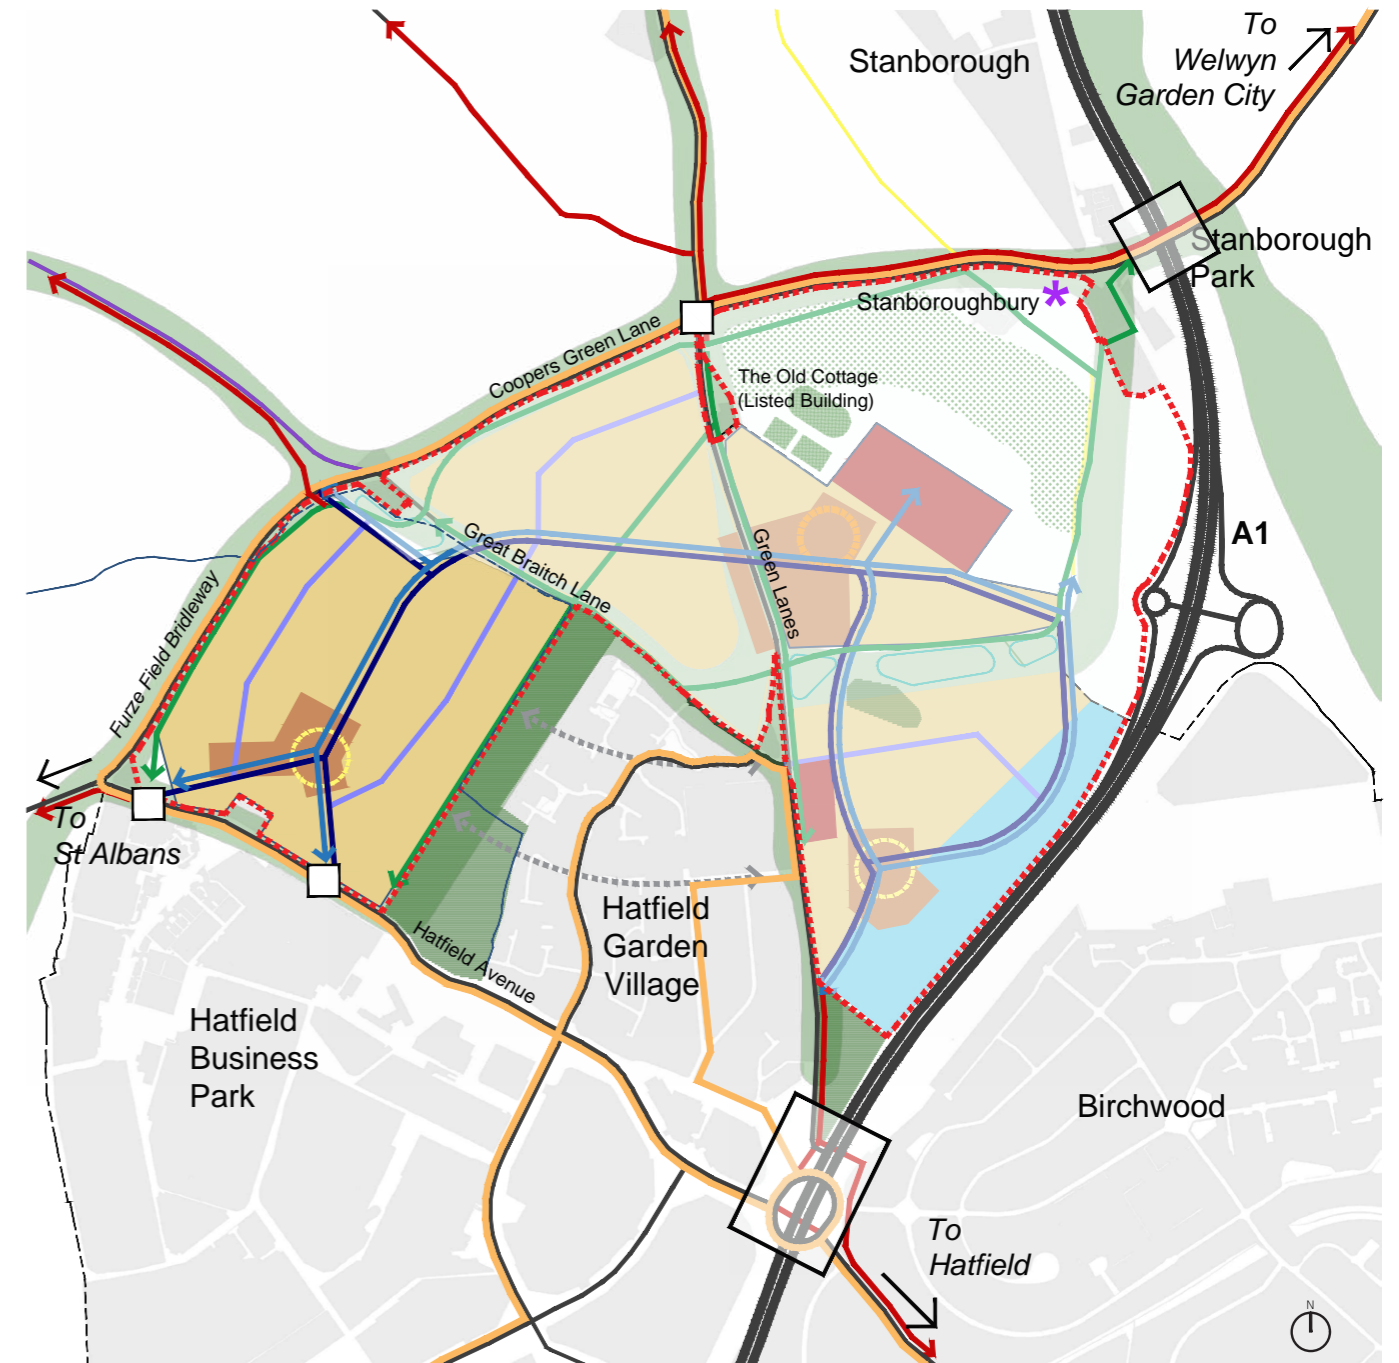 To
Welwyn
Garden City
Stanborough
Stanborough
Park
Stanboroughbury
*
Coopers Green Lane
The Old Cottage
(Listed Building)
Great Braitch Lane
Green Lanes
A1
Furze Field Bridleway
To
St Albans
Hatfield
Garden
Village
Hatfield Avenue
Hatfield
Business
Park
Birchwood
To
Hatfield
N